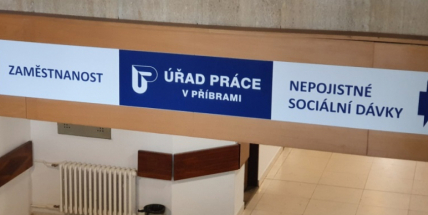 ZAMĚSTNANOST
ÚŘAD PRÁCE
V PŘÍBRAMI
NEPOJISTNÉ
SOCIÁLNÍ DÁVKY